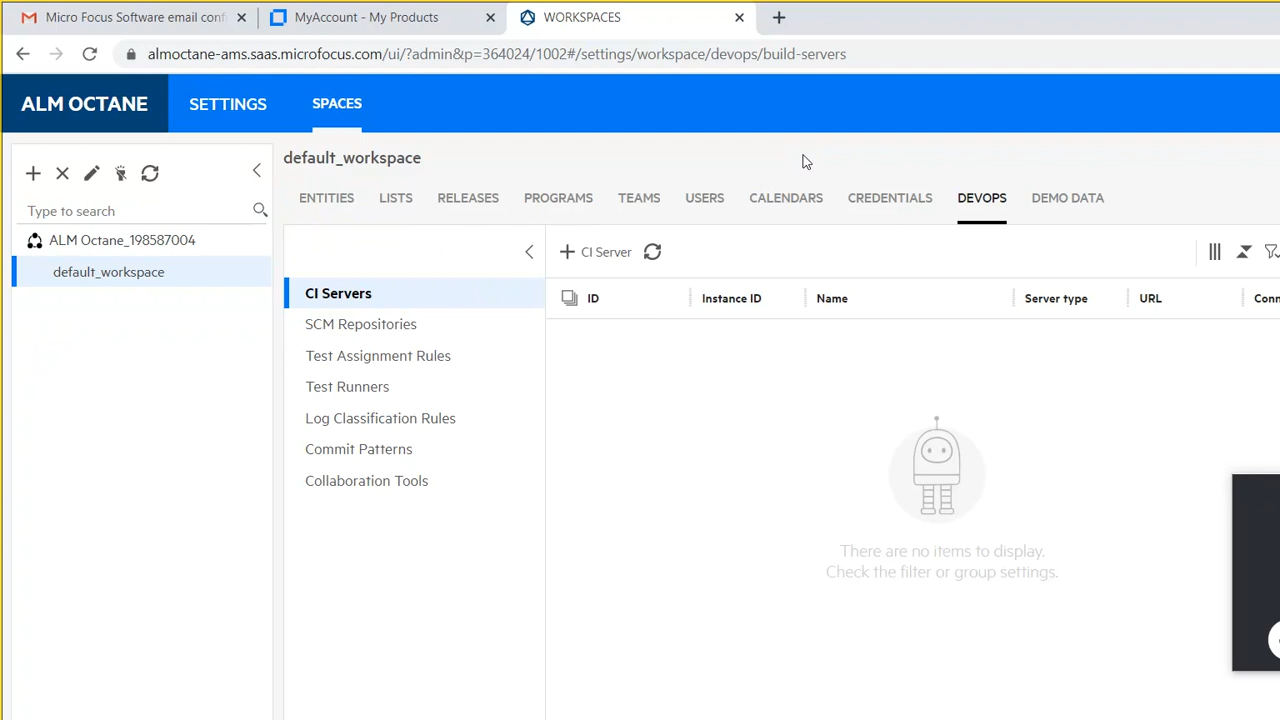 Micro Focus Software email conf
MyAccount - My Products
WORKSPACES
almoctane-ams.saas.microfocus.com/ui/?admin&p=364024/1002#/settings/workspace/devops/build-servers
ALM OCTANE
SETTINGS
SPACES
default_workspace
ENTITIES
LISTS
RELEASES
PROGRAMS
TEAMS
USERS
CALENDARS
CREDENTIALS
DEVOPS
DEMO DATA
Type to search
ALM Octane_198587004
default_workspace
CI Servers
SCM Repositories
Test Assignment Rules
Test Runners
Log Classification Rules
Commit Patterns
Collaboration Tools
CI Server
ID
Instance ID
Name
Server type
URL
Conn
There are no items to display.
Check the filter or group settings.